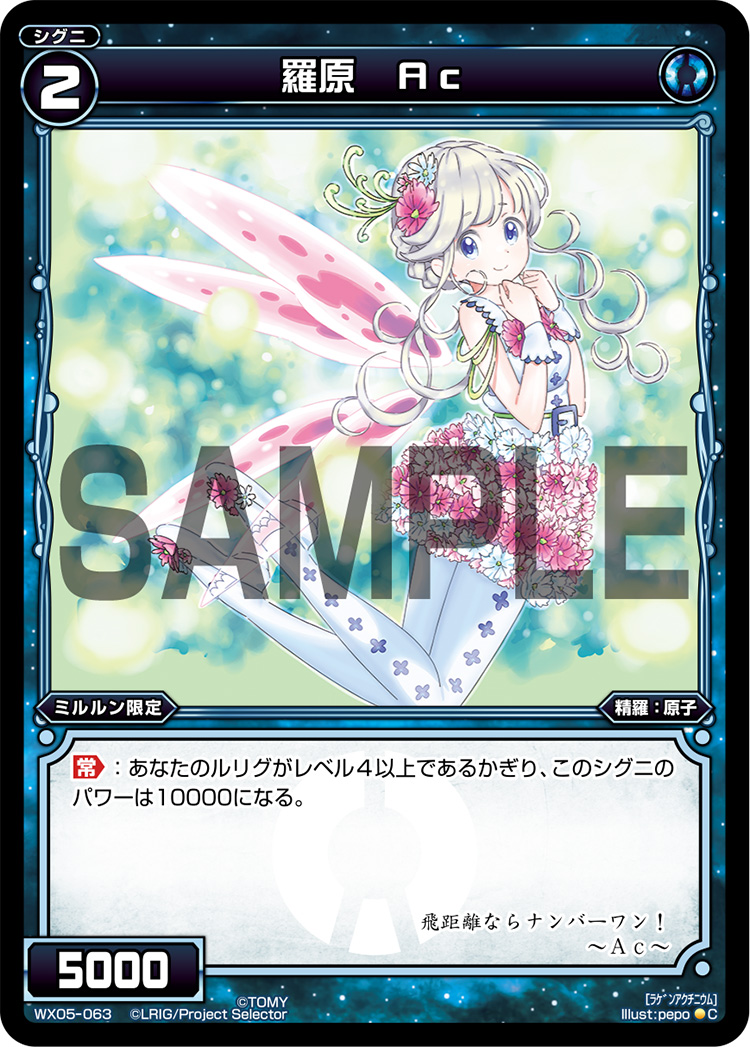 シグニ
2
羅原 Ac
SAMPLE
ミルルン限定
精羅：原子
常：あなたのルリグがレベル４以上であるかぎり、このシグニの
パワーは10000になる。
飛距離ならナンバーワン！
～Ａｃ～
5000
WX05-063 ©LRIG/Project Selector
©TOMY
[ﾗｹﾞﾝｱｸﾁﾆｳﾑ]
Illust:pepo C